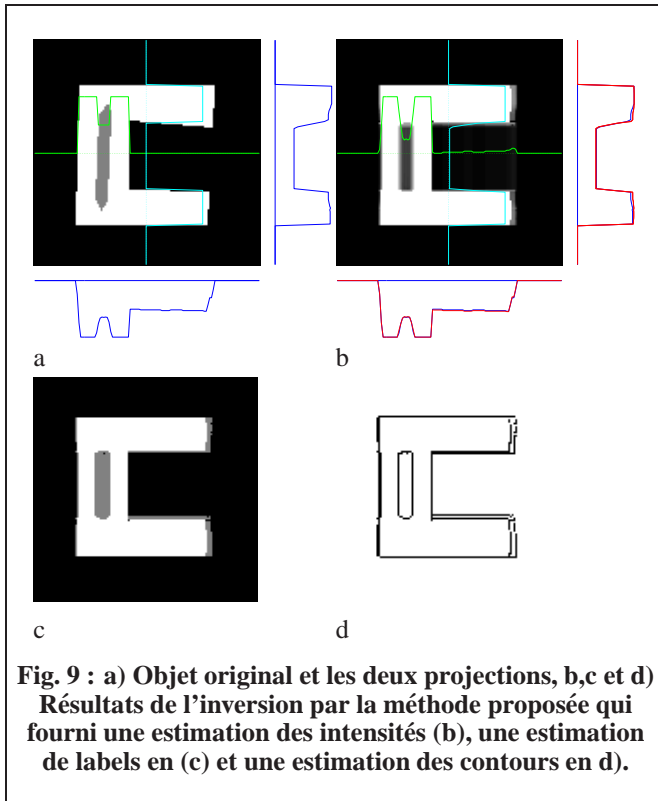 a
b
c
d
Fig. 9 : a) Objet original et les deux projections, b,c et d)
Résultats de l'inversion par la méthode proposée qui
fourni une estimation des intensités (b), une estimation
de labels en (c) et une estimation des contours en d).